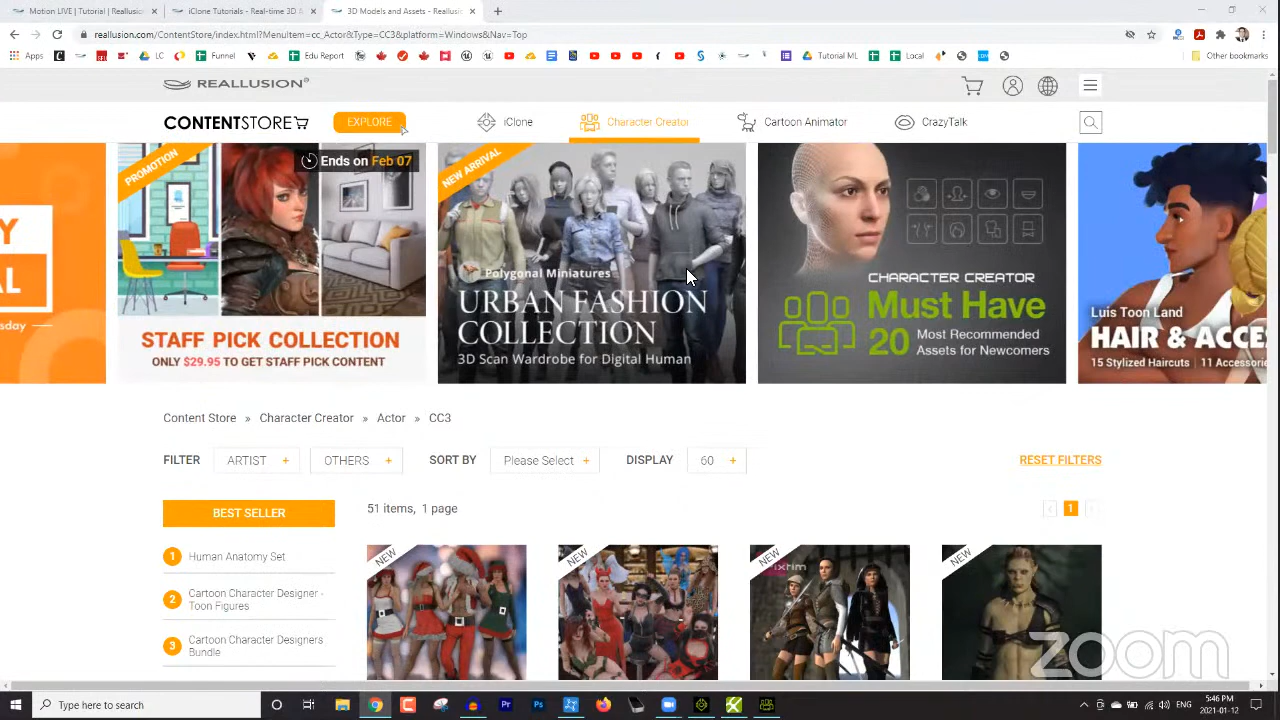 Motion LIVE | Tutorial | Reallusion
iClone Tutorials - Real-time 3D A
3D Models and Assets - Reallusion
reallusion.com/ContentStore/index.html?MenuItem=cc_Actor&Type=CC3&platform=Windows&Nav=Top
Apps
LC
Funnel
Edu Report
Tutorial ML
Local
Other bookmarks
REALLUSION®
CONTENTSTORE
EXPLORE
iClone
Character Creator
Cartoon Animator
CrazyTalk
Y
AL
sday
PROMOTION
Ends on Feb 07
STAFF PICK COLLECTION
ONLY $29.95 TO GET STAFF PICK CONTENT
NEW ARRIVAL
Polygonal Miniatures
URBAN FASHION
COLLECTION
3D Scan Wardrobe for Digital Human
CHARACTER CREATOR
Must Have
20 Most Recommended
Assets for Newcomers
Luis Toon Land
HAIR & ACCE
15 Stylized Haircuts | 11 Accessorie
Content Store » Character Creator » Actor » CC3
FILTER ARTIST + OTHERS + SORT BY Please Select + DISPLAY 60 + RESET FILTERS
BEST SELLER
51 items, 1 page
1
1 Human Anatomy Set
2 Cartoon Character Designer -
Toon Figures
3 Cartoon Character Designers
Bundle
NEW
NEW
NEW
NEW
zoom
Type here to search
ENG
5:46 PM
2021-01-12